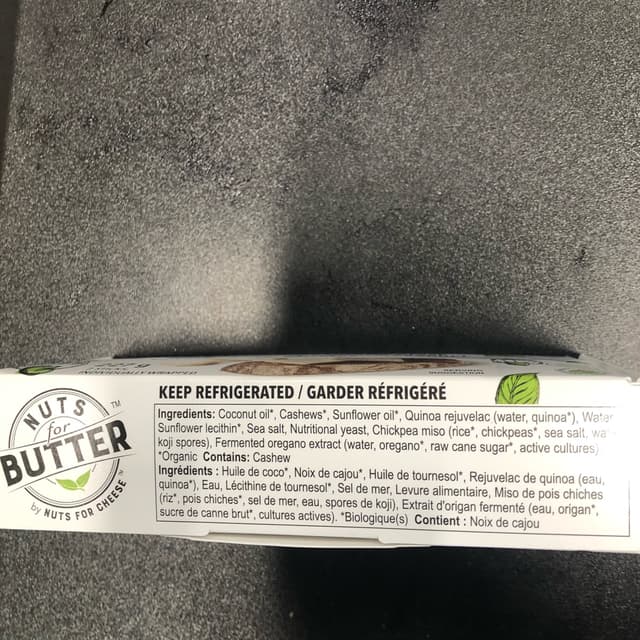 INDIVIDUALLY WRAPPED
SUGGESTION
NUTS
for
BUTTER
TM
by NUTS FOR CHEESE™
KEEP REFRIGERATED / GARDER RÉFRIGÉRÉ
Ingredients: Coconut oil*, Cashews*, Sunflower oil*, Quinoa rejuvelac (water, quinoa*), Water
Sunflower lecithin*, Sea salt, Nutritional yeast, Chickpea miso (rice*, chickpeas*, sea salt, wa
koji spores), Fermented oregano extract (water, oregano*, raw cane sugar*, active cultures)
*Organic Contains: Cashew
Ingrédients : Huile de coco*, Noix de cajou*, Huile de tournesol*, Rejuvelac de quinoa (eau,
quinoa*), Eau, Lécithine de tournesol*, Sel de mer, Levure alimentaire, Miso de pois chiches
(riz*, pois chiches*, sel de mer, eau, spores de koji), Extrait d'origan fermenté (eau, origan*,
sucre de canne brut*, cultures actives). *Biologique(s) Contient : Noix de cajou